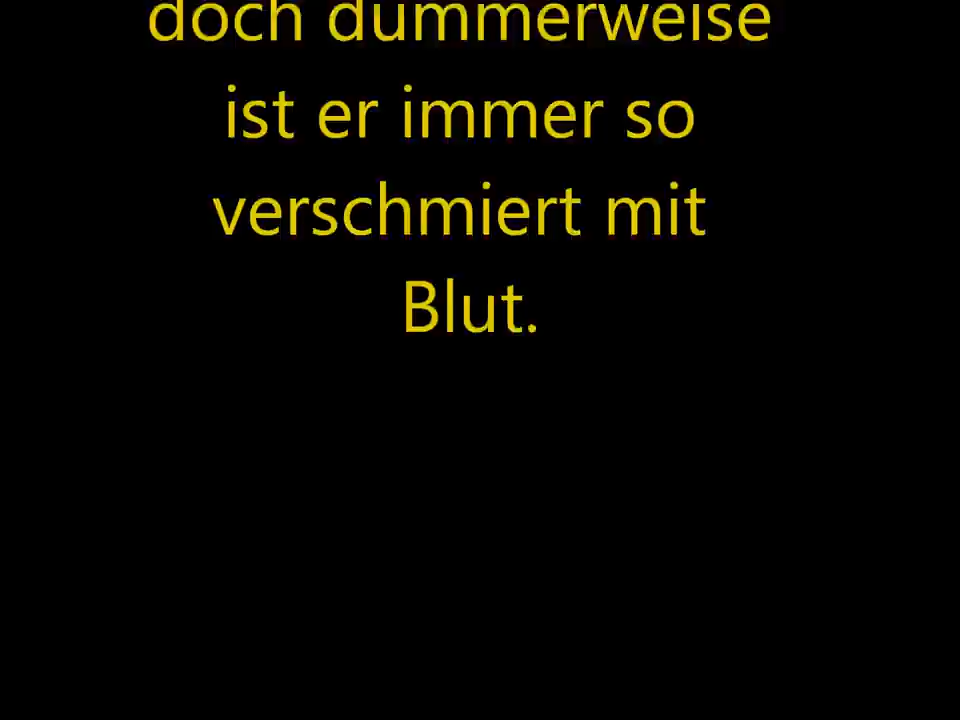 doch dummerweise
ist er immer so
verschmiert mit
Blut.